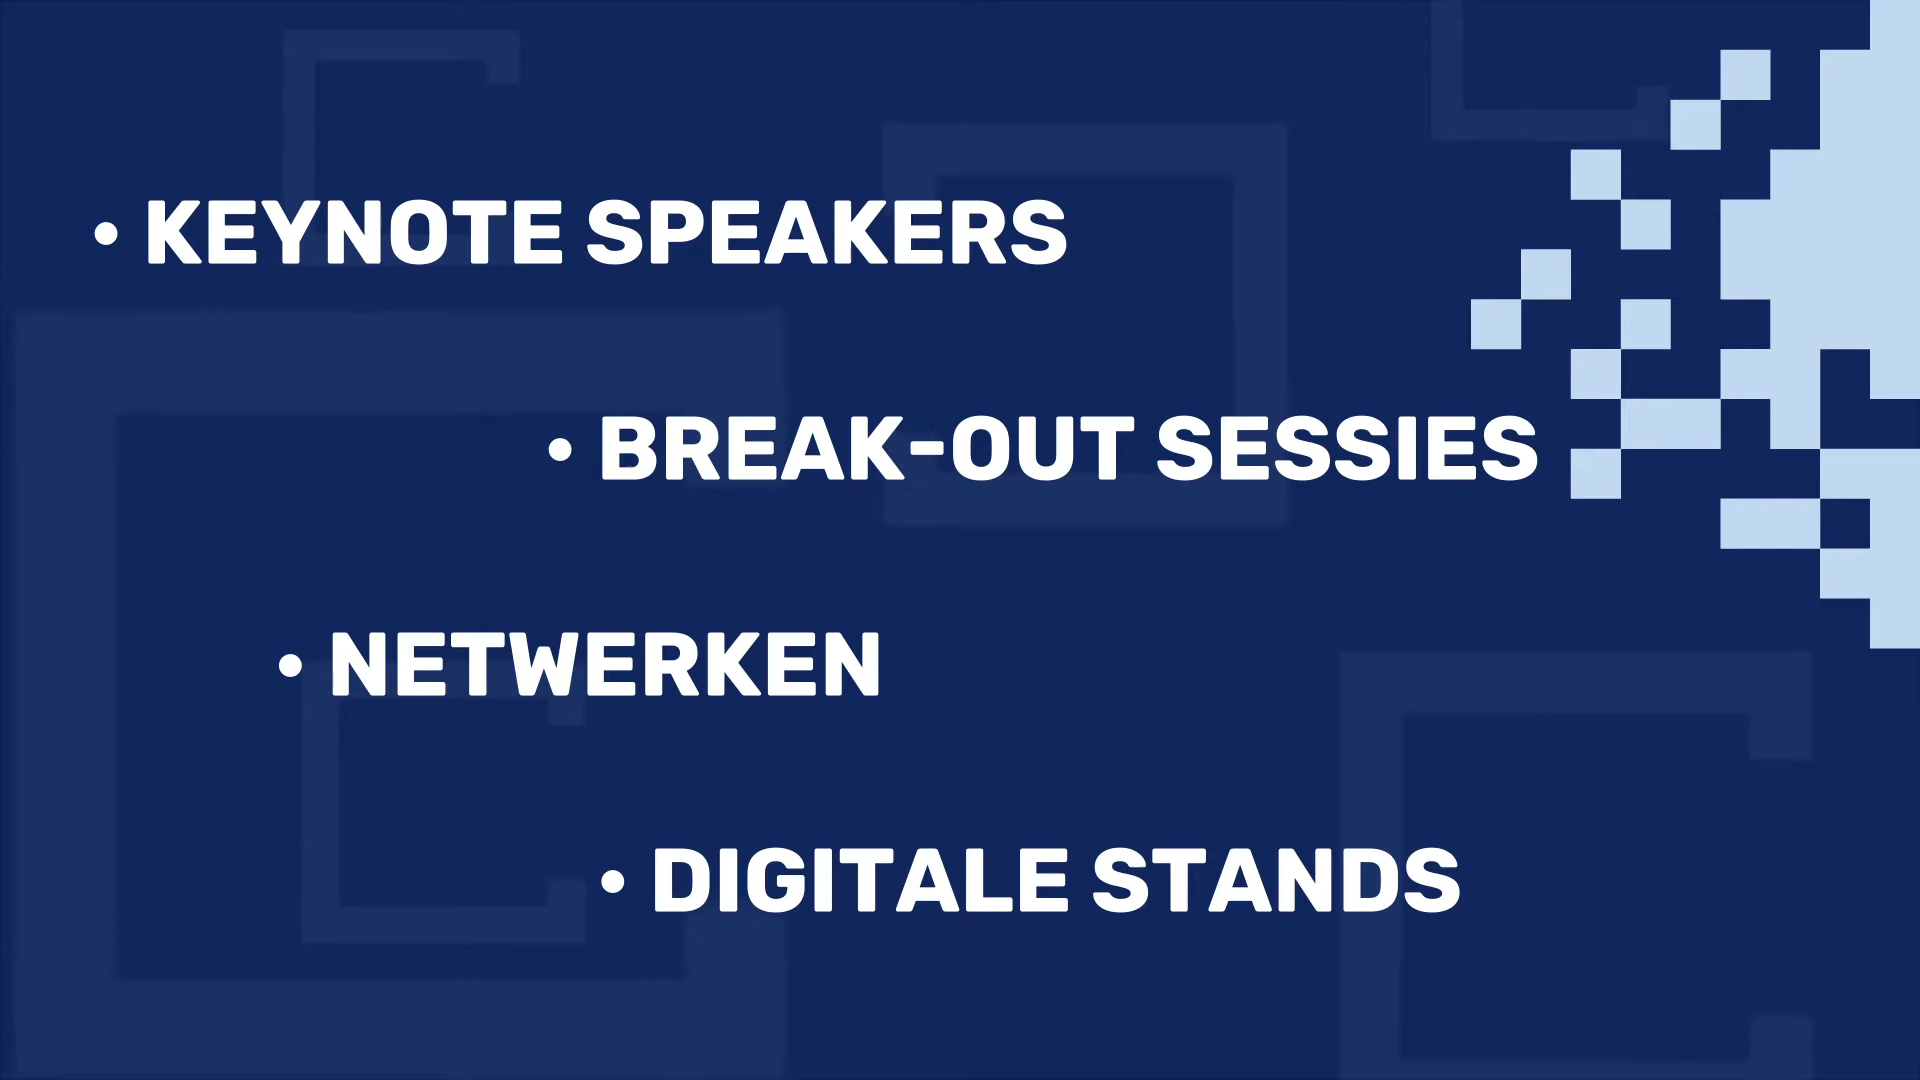 • KEYNOTE SPEAKERS
• BREAK-OUT SESSIES
• NETWERKEN
• DIGITALE STANDS